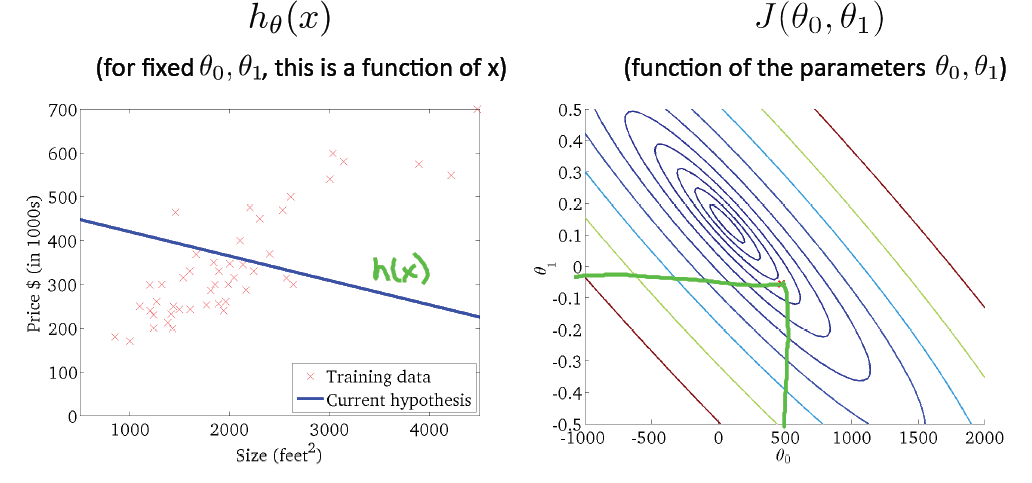 hθ(x)
(for fixed θ0, θ1, this is a function of x)
700
600
500
400
300
200
100
0
Price $ (in 1000s)
1000
2000
3000
4000
Size (feet²)
h(x)
Training data
Current hypothesis
J(θ0, θ1)
(function of the parameters θ0, θ1)
0.5
0.4
0.3
0.2
0.1
0
-0.1
-0.2
-0.3
-0.4
-0.5
θ1
-1000
-500
0
500
1000
1500
2000
θ0